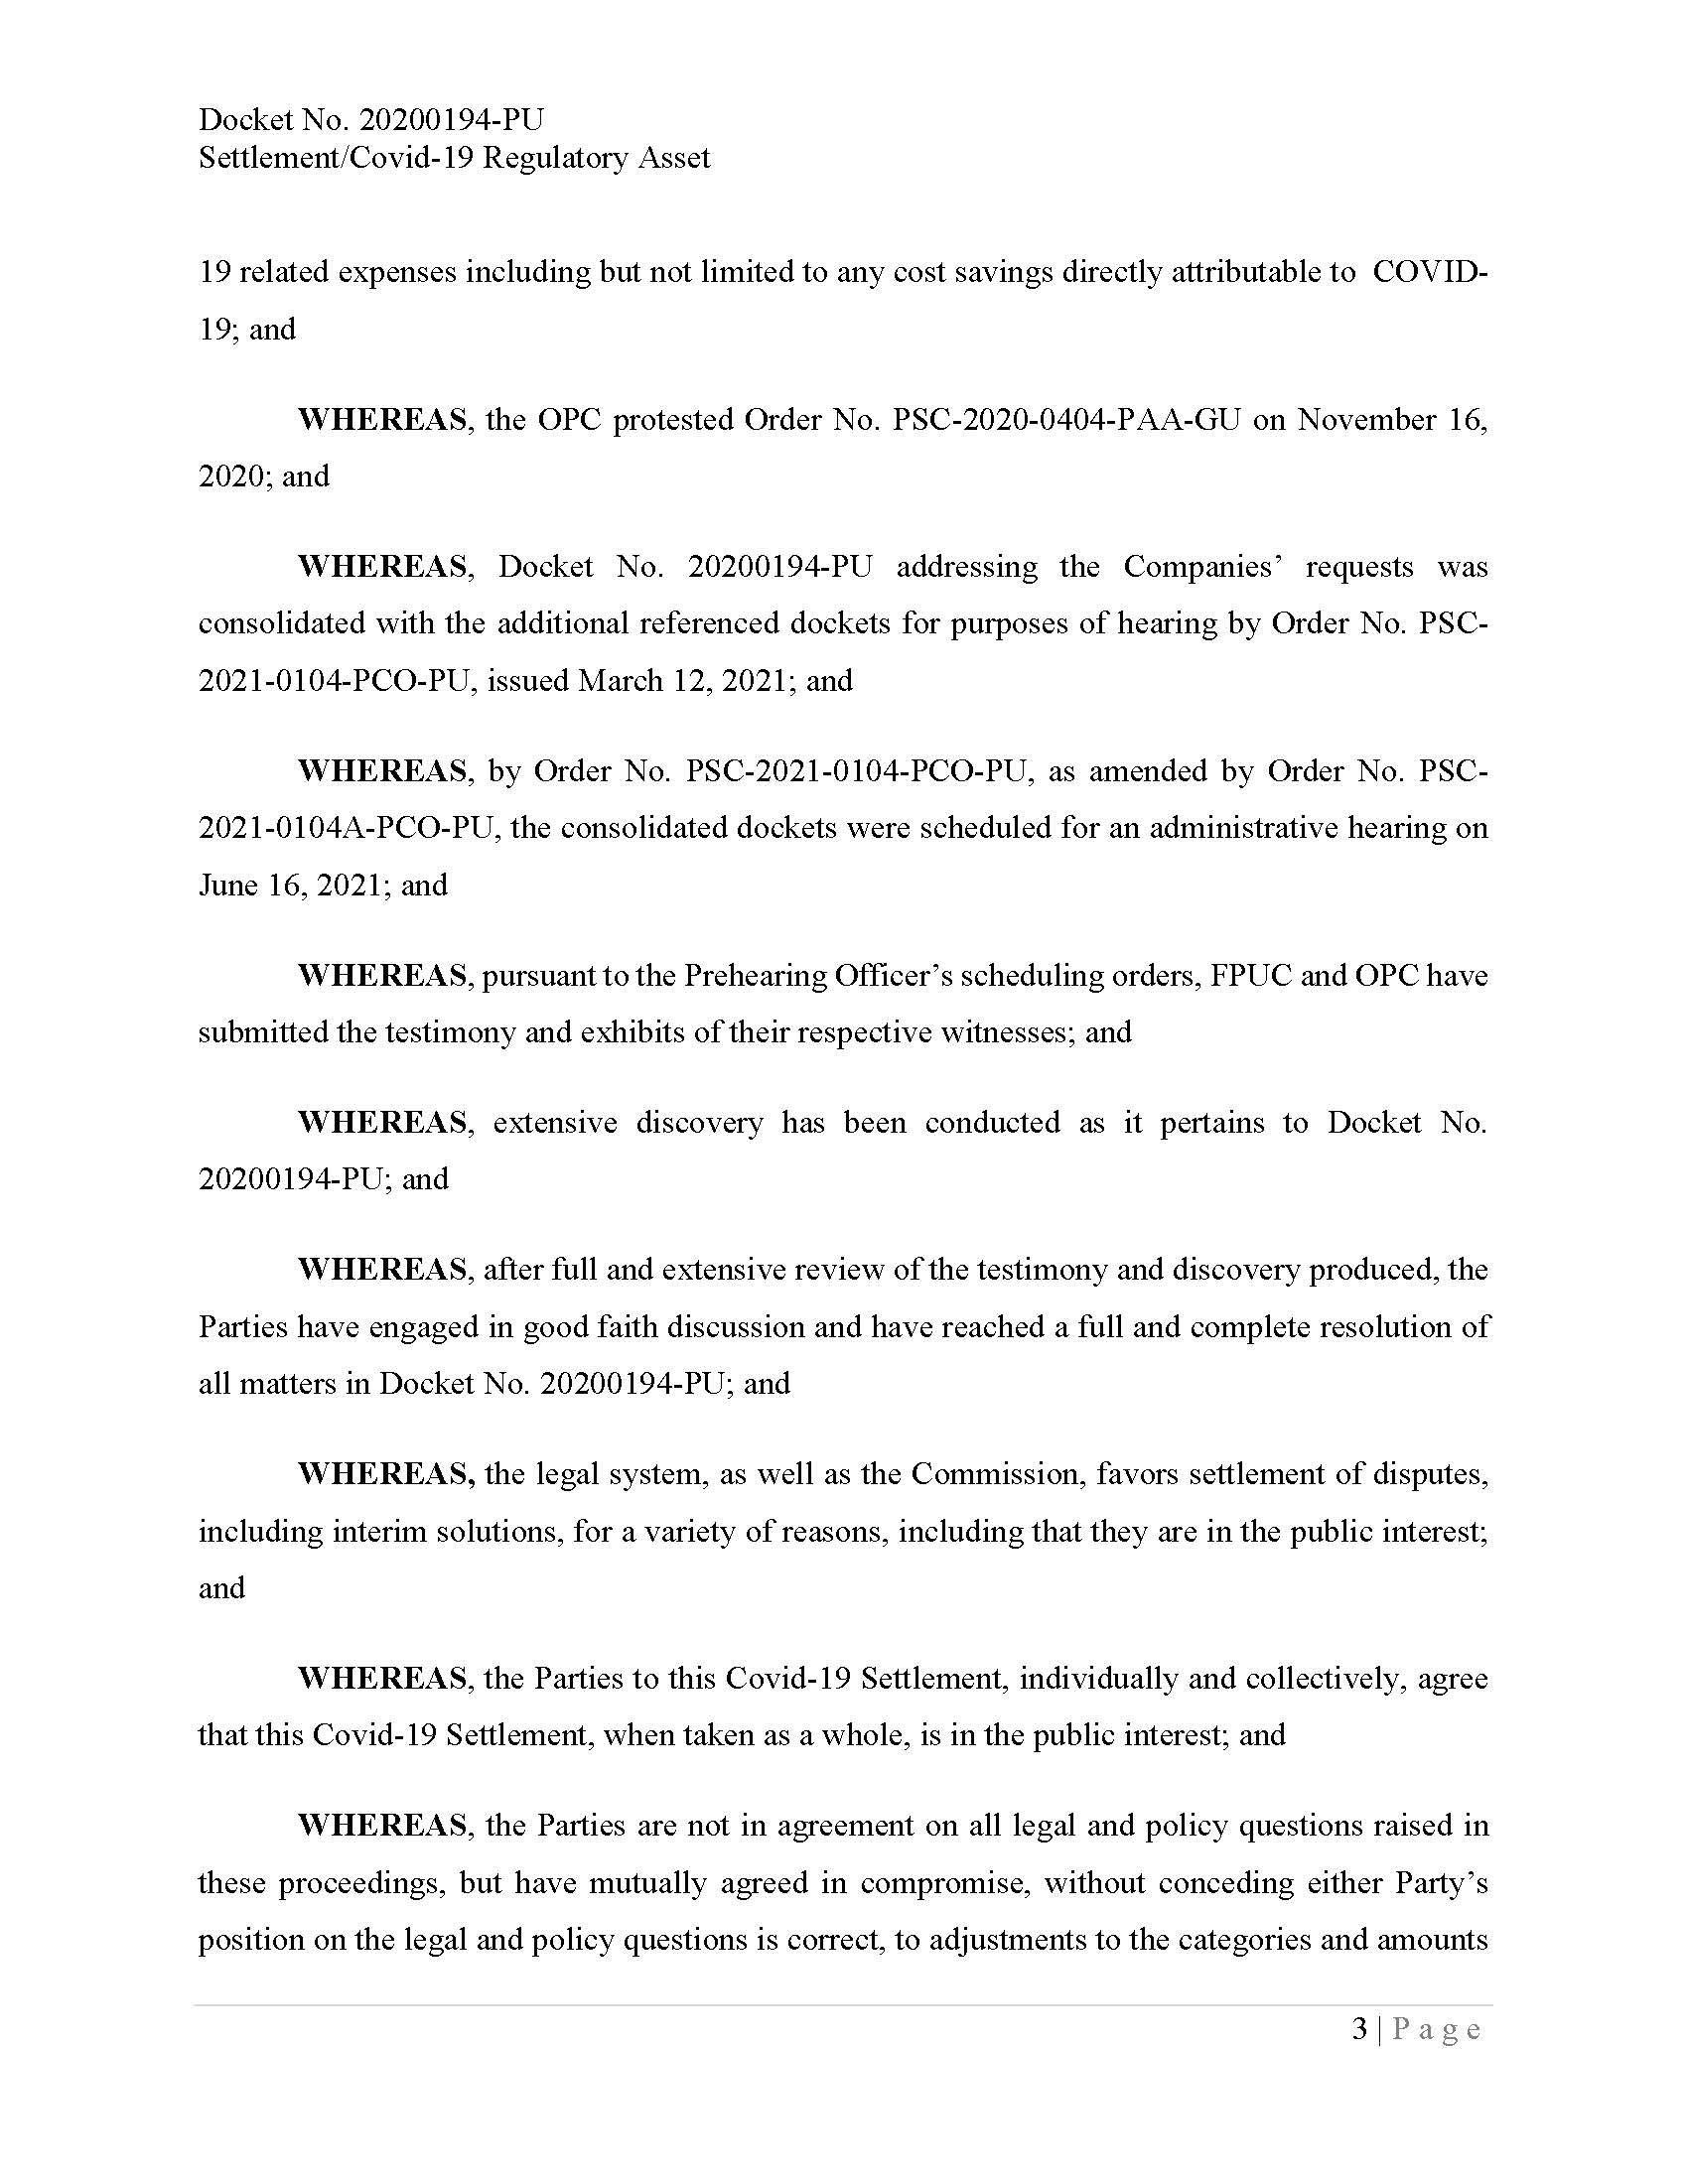 Docket No. 20200194-PU
Settlement/Covid-19 Regulatory Asset
19 related expenses including but not limited to any cost savings directly attributable to  COVID-
19; and
WHEREAS, the OPC protested Order No. PSC-2020-0404-PAA-GU on November 16,
2020; and
WHEREAS, Docket No. 20200194-PU addressing the Companies’ requests was
consolidated with the additional referenced dockets for purposes of hearing by Order No. PSC-
2021-0104-PCO-PU, issued March 12, 2021; and
WHEREAS, by Order No. PSC-2021-0104-PCO-PU, as amended by Order No. PSC-
2021-0104A-PCO-PU, the consolidated dockets were scheduled for an administrative hearing on
June 16, 2021; and
WHEREAS, pursuant to the Prehearing Officer’s scheduling orders, FPUC and OPC have
submitted the testimony and exhibits of their respective witnesses; and
WHEREAS, extensive discovery has been conducted as it pertains to Docket No.
20200194-PU; and
WHEREAS, after full and extensive review of the testimony and discovery produced, the
Parties have engaged in good faith discussion and have reached a full and complete resolution of
all matters in Docket No. 20200194-PU; and
WHEREAS, the legal system, as well as the Commission, favors settlement of disputes,
including interim solutions, for a variety of reasons, including that they are in the public interest;
and
WHEREAS, the Parties to this Covid-19 Settlement, individually and collectively, agree
that this Covid-19 Settlement, when taken as a whole, is in the public interest; and
WHEREAS, the Parties are not in agreement on all legal and policy questions raised in
these proceedings, but have mutually agreed in compromise, without conceding either Party’s
position on the legal and policy questions is correct, to adjustments to the categories and amounts
3 | Page